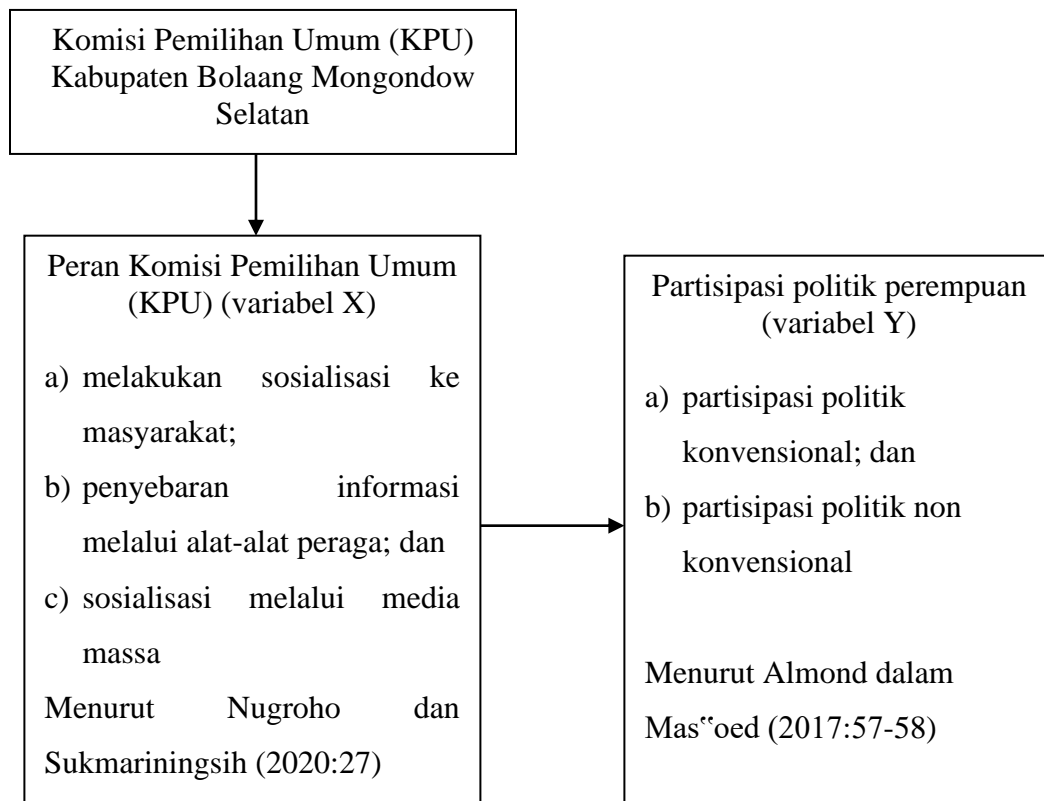 Komisi Pemilihan Umum (KPU)
Kabupaten Bolaang Mongondow
Selatan
Peran Komisi Pemilihan Umum
(KPU) (variabel X)
a) melakukan sosialisasi ke
masyarakat;
b) penyebaran informasi
melalui alat-alat peraga; dan
c) sosialisasi melalui media
massa
Menurut Nugroho dan
Sukmariningsih (2020:27)
Partisipasi politik perempuan
(variabel Y)
a) partisipasi politik
konvensional; dan
b) partisipasi politik non
konvensional
Menurut Almond dalam
Mas‟oed (2017:57-58)